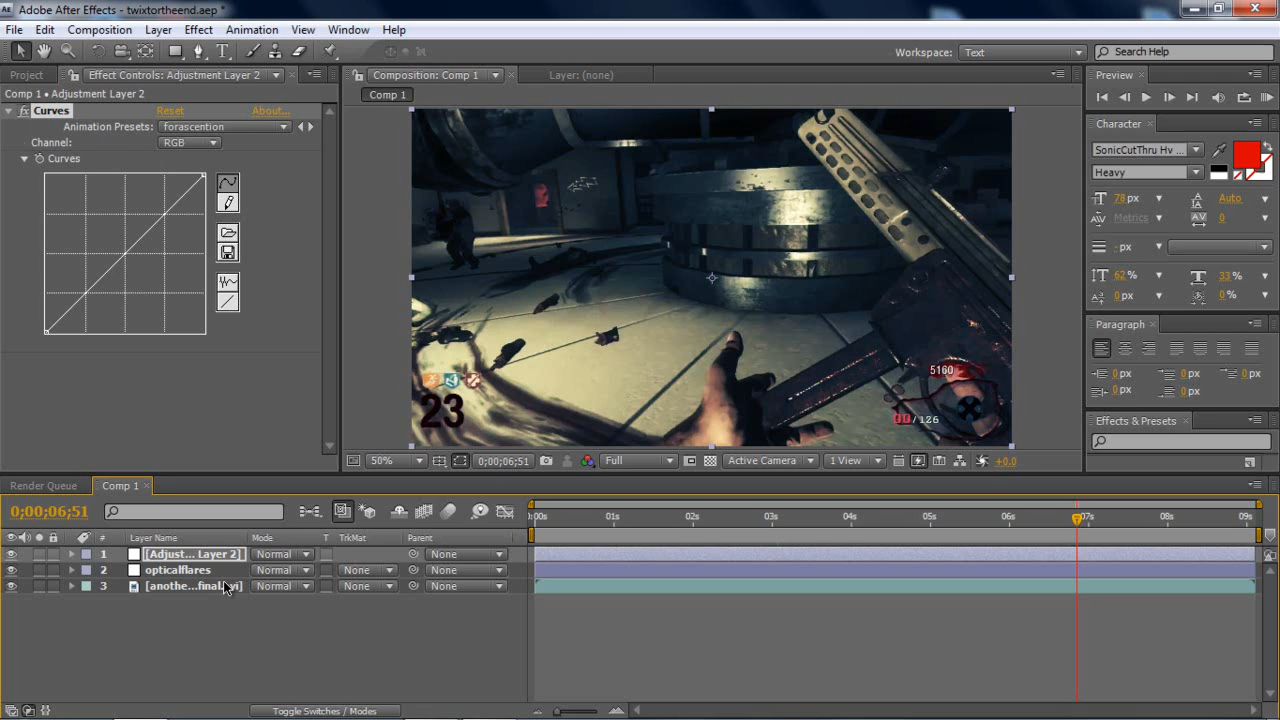 Ae Adobe After Effects - twixtortheend.aep *
File Edit Composition Layer Effect Animation View Window Help
Workspace: Text Search Help
Project Effect Controls: Adjustment Layer 2 Composition: Comp 1 Layer: (none) Preview
Comp 1 • Adjustment Layer 2 Comp 1
fx Curves Reset About...
Animation Presets: forascention
Channel: RGB
Curves
Character
SonicCutThru Hv ...
Heavy
78 px Auto
Metrics 0
- px
62 % 33 %
0 px 0 %
Paragraph
0 px 0 px 0 px
0 px 0 px
Effects & Presets
5160
23
/126
50% 0;00;06;51 Full Active Camera 1 View +0.0
Render Queue Comp 1
0;00;06;51 :00s 01s 02s 03s 04s 05s 06s 07s 08s 09s
# Layer Name Mode T TrkMat Parent
1 [Adjust... Layer 2] Normal None
2 opticalflares Normal None None
3 Normal None None
Toggle Switches / Modes